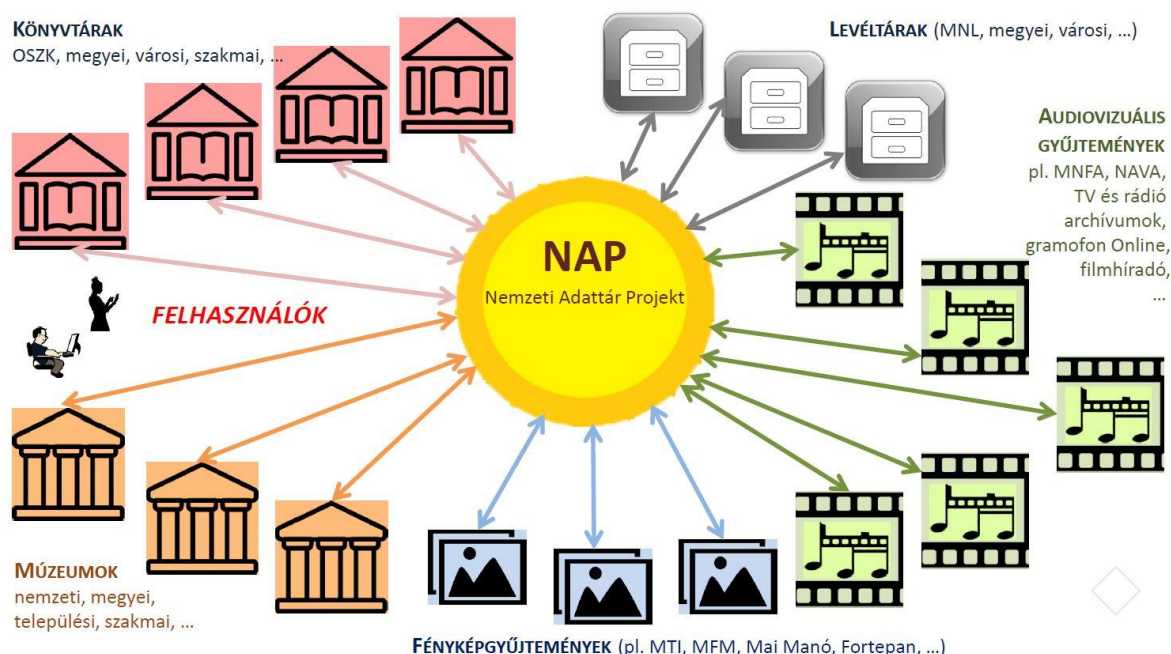 KÖNYVTÁRAK
OSZK, megyei, városi, szakmai, ...
LEVÉLTÁRAK (MNL, megyei, városi, ...)
AUDIOVIZUÁLIS
GYŰJTEMÉNYEK
pl. MNFA, NAVA,
TV és rádió
archívumok,
gramofon Online,
filmhíradó,
...
NAP
Nemzeti Adattár Projekt
FELHASZNÁLÓK
MÚZEUMOK
nemzeti, megyei,
települési, szakmai, ...
FÉNYKÉPGYŰJTEMÉNYEK (pl. MTI, MFM, Mai Manó, Fortepan, ...)